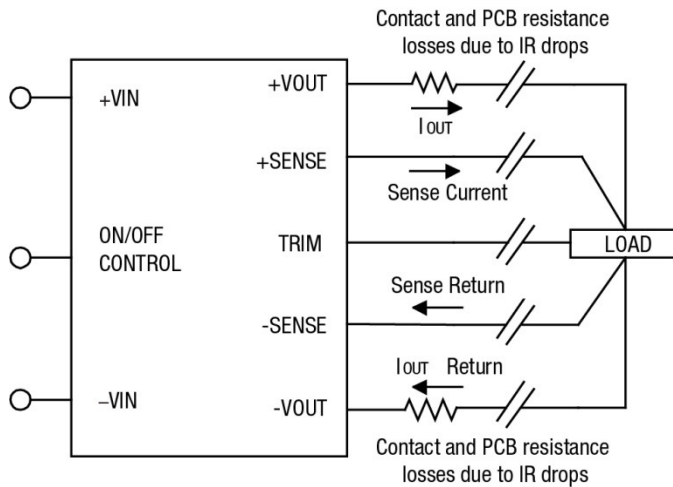 Contact and PCB resistance
losses due to IR drops
+VOUT
+VIN
IOUT
+SENSE
Sense Current
ON/OFF
CONTROL
TRIM
LOAD
Sense Return
-SENSE
IOUT Return
–VIN
-VOUT
Contact and PCB resistance
losses due to IR drops